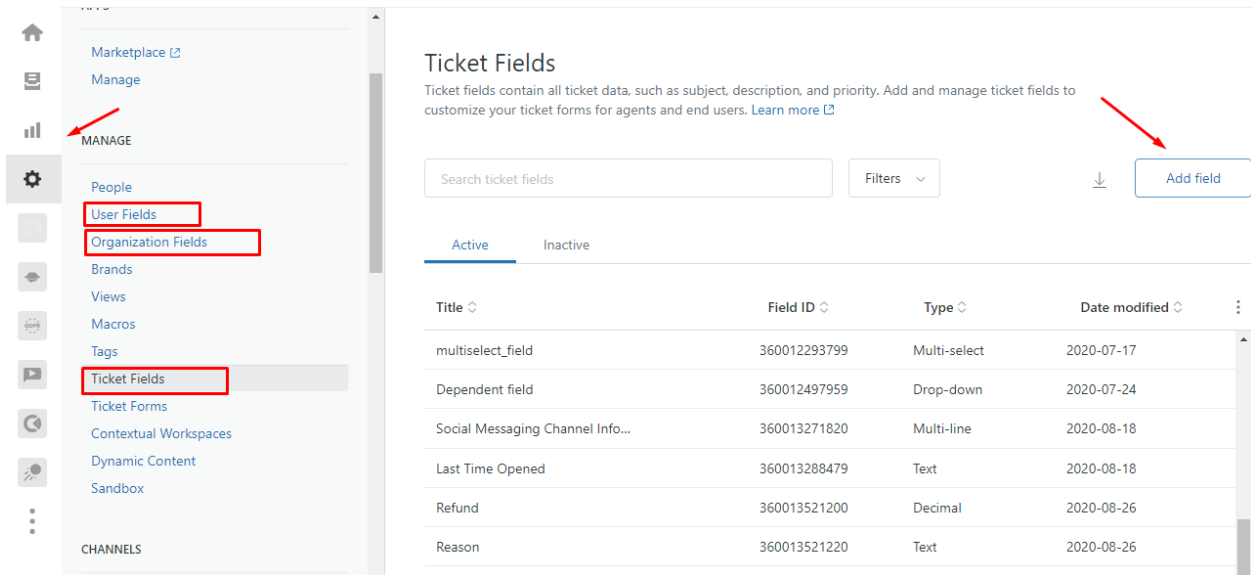 Marketplace
Manage
MANAGE
People
User Fields
Organization Fields
Brands
Views
Macros
Tags
Ticket Fields
Ticket Forms
Contextual Workspaces
Dynamic Content
Sandbox
CHANNELS
Ticket Fields
Ticket fields contain all ticket data, such as subject, description, and priority. Add and manage ticket fields to
customize your ticket forms for agents and end users. Learn more
Search ticket fields
Filters
Add field
Active Inactive
Title Field ID Type Date modified
multiselect_field 360012293799 Multi-select 2020-07-17
Dependent field 360012497959 Drop-down 2020-07-24
Social Messaging Channel Info... 360013271820 Multi-line 2020-08-18
Last Time Opened 360013288479 Text 2020-08-18
Refund 360013521200 Decimal 2020-08-26
Reason 360013521220 Text 2020-08-26